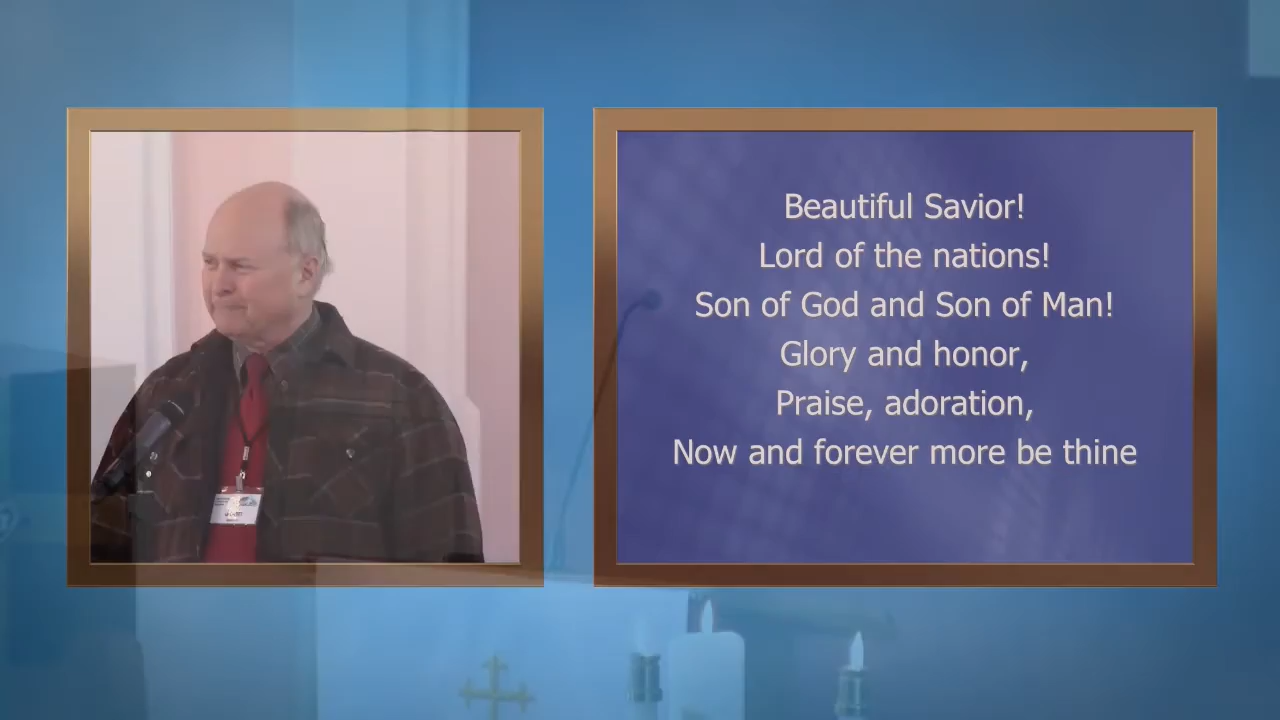 Beautiful Savior!
Lord of the nations!
Son of God and Son of Man!
Glory and honor,
Praise, adoration,
Now and forever more be thine